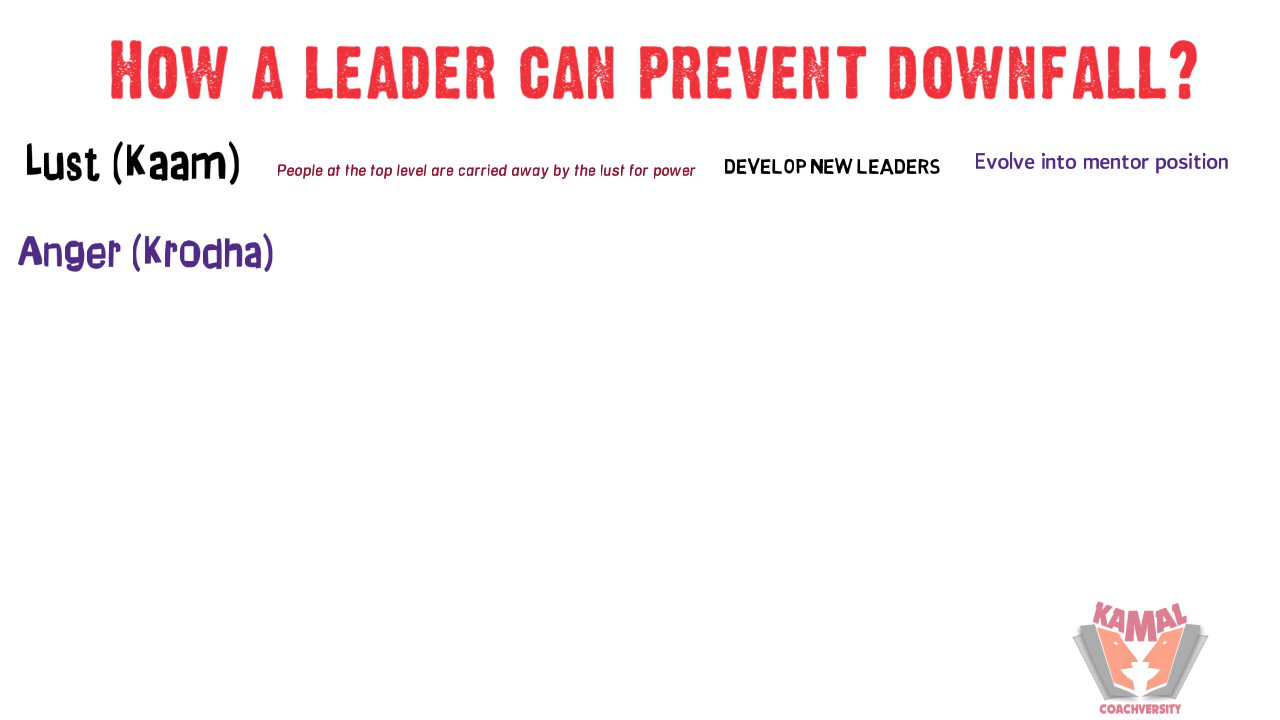 How a leader can prevent downfall?
Lust (Kaam) People at the top level are carried away by the lust for power DEVELOP NEW LEADERS Evolve into mentor position
Anger (Krodha)
KAMAL
COACHVERSITY